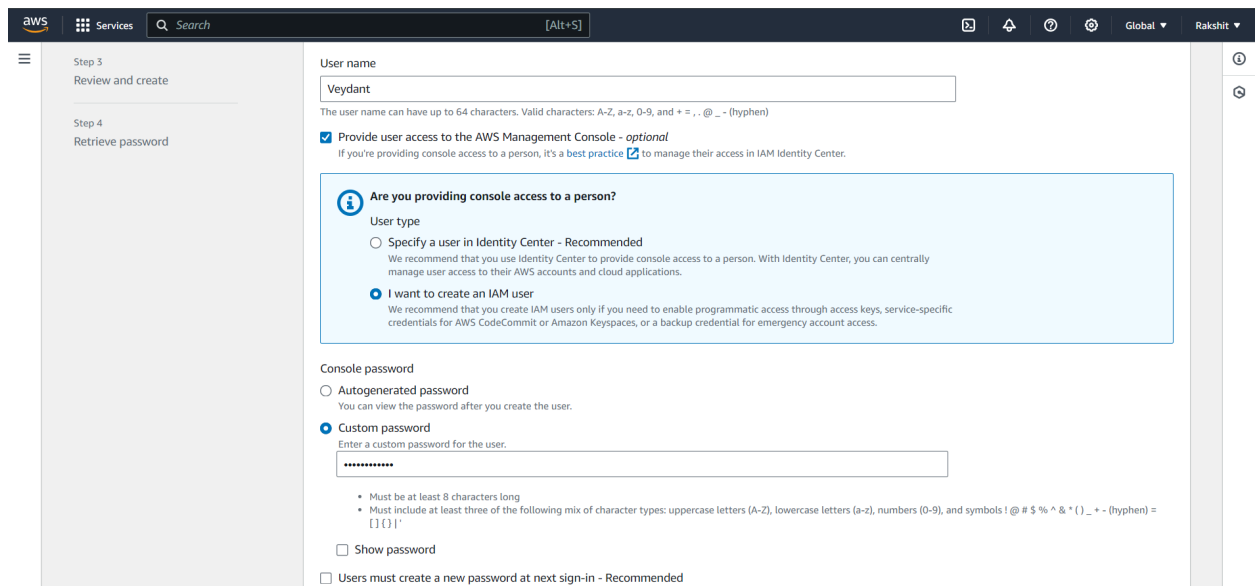 aws
Services
Search [Alt+S]
Global ▼
Rakshit ▼
Step 3
Review and create
Step 4
Retrieve password
User name
Veydant
The user name can have up to 64 characters. Valid characters: A-Z, a-z, 0-9, and + = , . @ _ - (hyphen)
Provide user access to the AWS Management Console - optional
If you're providing console access to a person, it's a best practice to manage their access in IAM Identity Center.
Are you providing console access to a person?
User type
Specify a user in Identity Center - Recommended
We recommend that you use Identity Center to provide console access to a person. With Identity Center, you can centrally
manage user access to their AWS accounts and cloud applications.
I want to create an IAM user
We recommend that you create IAM users only if you need to enable programmatic access through access keys, service-specific
credentials for AWS CodeCommit or Amazon Keyspaces, or a backup credential for emergency account access.
Console password
Autogenerated password
You can view the password after you create the user.
Custom password
Enter a custom password for the user.
••••••••••••
• Must be at least 8 characters long
• Must include at least three of the following mix of character types: uppercase letters (A-Z), lowercase letters (a-z), numbers (0-9), and symbols ! @ # $ % ^ & * ( ) _ + - (hyphen) =
[ ] { } | '
Show password
Users must create a new password at next sign-in - Recommended